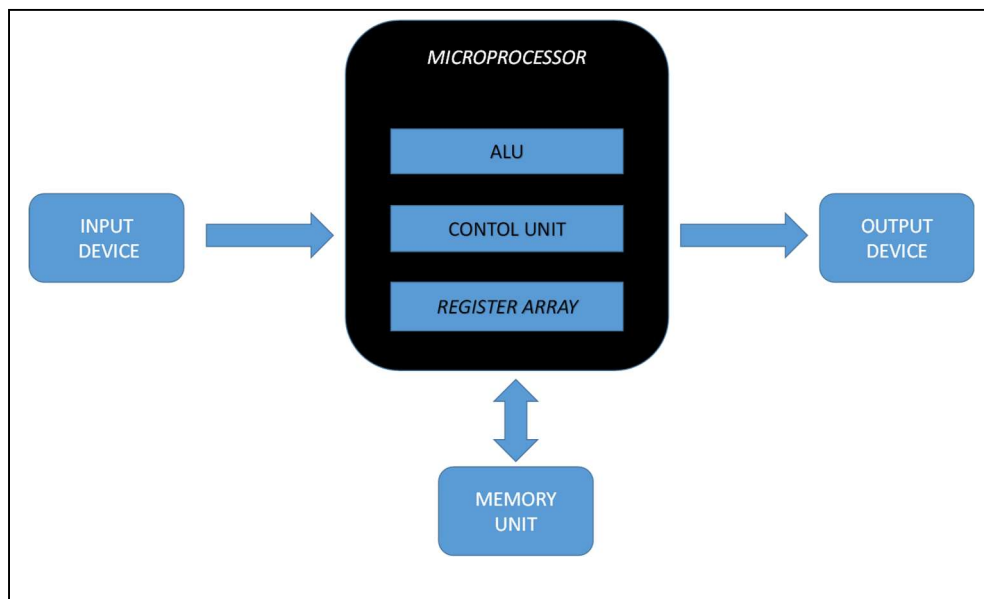 MICROPROCESSOR
ALU
INPUT
DEVICE
CONTOL UNIT
OUTPUT
DEVICE
REGISTER ARRAY
MEMORY
UNIT